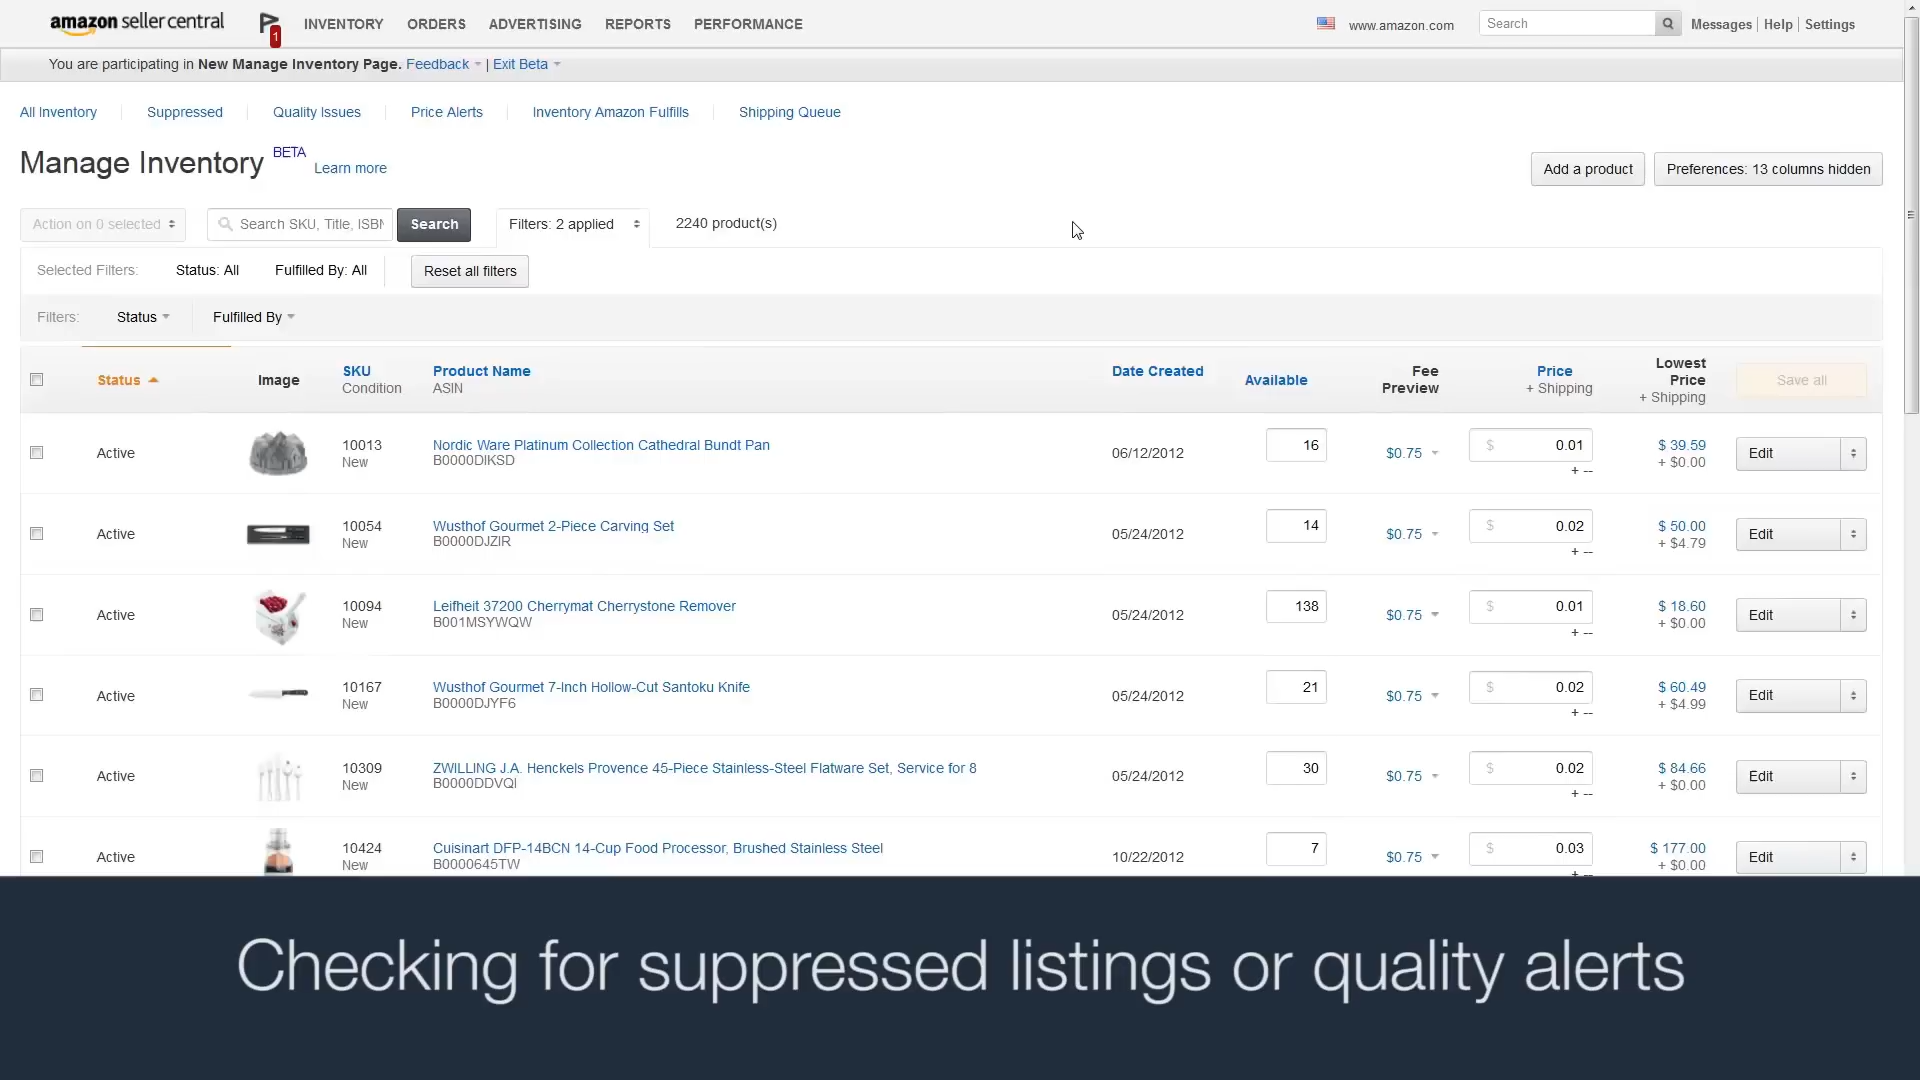 amazon seller central
1
INVENTORY ORDERS ADVERTISING REPORTS PERFORMANCE
www.amazon.com
Search
Messages | Help | Settings
You are participating in New Manage Inventory Page. Feedback | Exit Beta
All Inventory Suppressed Quality Issues Price Alerts Inventory Amazon Fulfills Shipping Queue
Manage Inventory BETA Learn more
Add a product Preferences: 13 columns hidden
Action on 0 selected Search SKU, Title, ISBN Search Filters: 2 applied 2240 product(s)
Selected Filters: Status: All Fulfilled By: All Reset all filters
Filters: Status Fulfilled By
Status Image SKU Product Name Date Created Available Fee Preview Price Lowest Price Save all
Condition ASIN + Shipping + Shipping
Active 10013 Nordic Ware Platinum Collection Cathedral Bundt Pan 06/12/2012 16 $0.75 $ 0.01 $ 39.59 Edit
New B0000DIKSD + -- + $0.00
Active 10054 Wusthof Gourmet 2-Piece Carving Set 05/24/2012 14 $0.75 $ 0.02 $ 50.00 Edit
New B0000DJZIR + -- + $4.79
Active 10094 Leifheit 37200 Cherrymat Cherrystone Remover 05/24/2012 138 $0.75 $ 0.01 $ 18.60 Edit
New B001MSYWQW + -- + $0.00
Active 10167 Wusthof Gourmet 7-Inch Hollow-Cut Santoku Knife 05/24/2012 21 $0.75 $ 0.02 $ 60.49 Edit
New B0000DJYF6 + -- + $4.99
Active 10309 ZWILLING J.A. Henckels Provence 45-Piece Stainless-Steel Flatware Set, Service for 8 05/24/2012 30 $0.75 $ 0.02 $ 84.66 Edit
New B0000DDVQI + -- + $0.00
Active 10424 Cuisinart DFP-14BCN 14-Cup Food Processor, Brushed Stainless Steel 10/22/2012 7 $0.75 $ 0.03 $ 177.00 Edit
New B0000645TW + -- + $0.00
Checking for suppressed listings or quality alerts